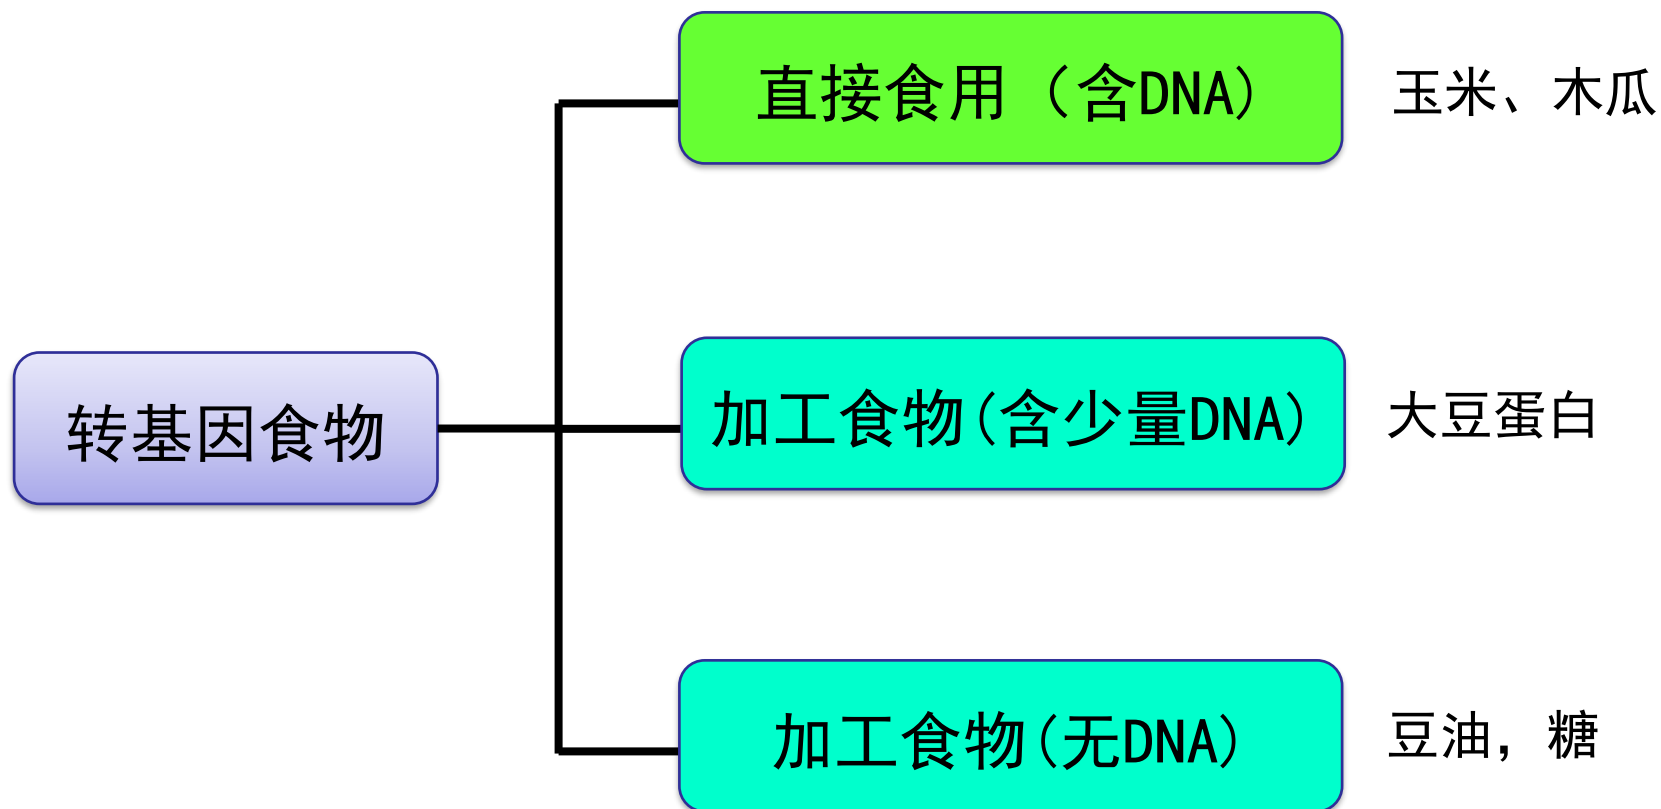 直接食用（含DNA）
玉米、木瓜
转基因食物
加工食物(含少量DNA)
大豆蛋白
加工食物(无DNA)
豆油，糖